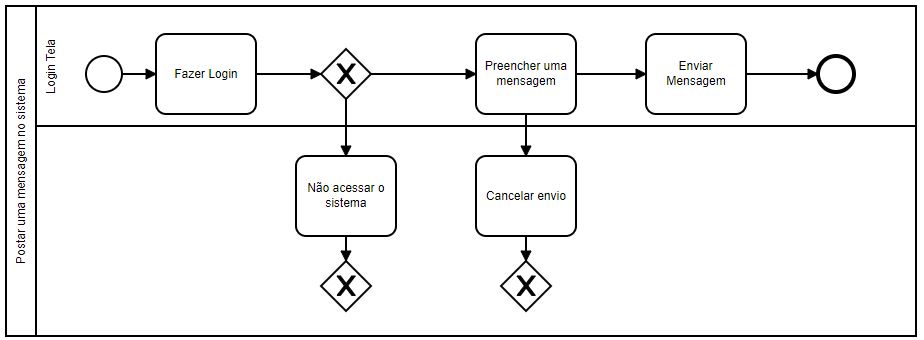 Postar uma mensagem no sistema
Login Tela
Fazer Login
X
Preencher uma
mensagem
Enviar
Mensagem
Não acessar o
sistema
Cancelar envio
X
X